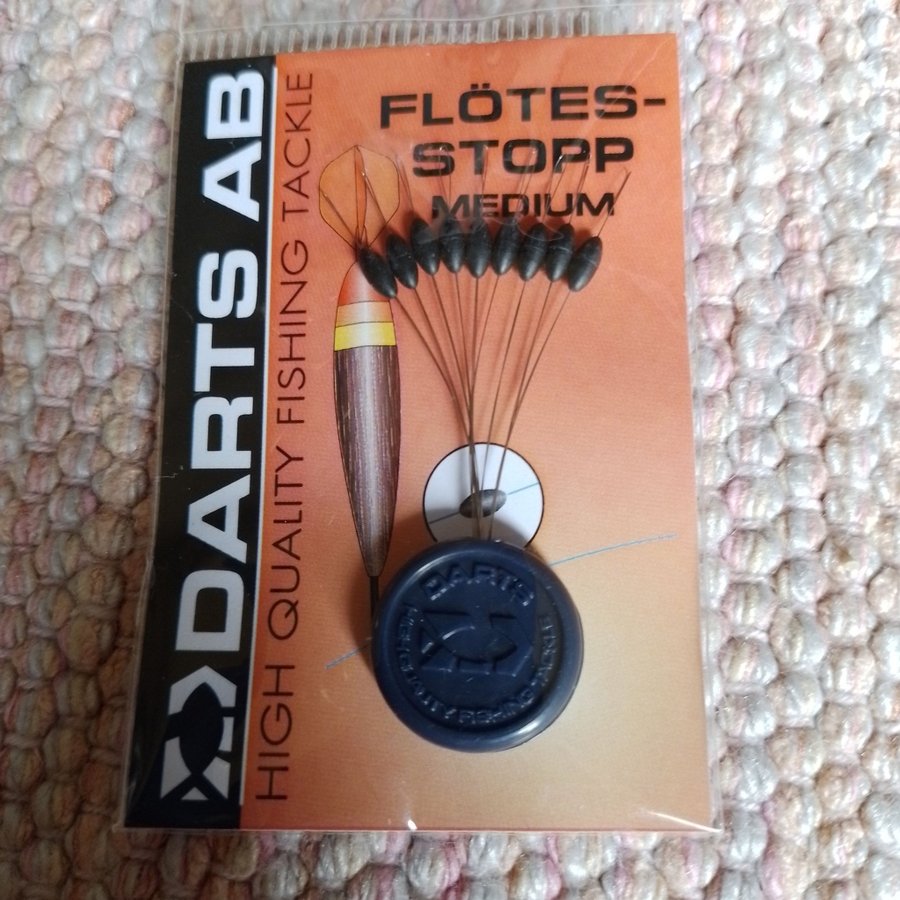 DARTS AB
HIGH QUALITY FISHING TACKLE
FLÖTES-
STOPP
MEDIUM
DARTS
HIGH QUALITY FISHING TACKLE